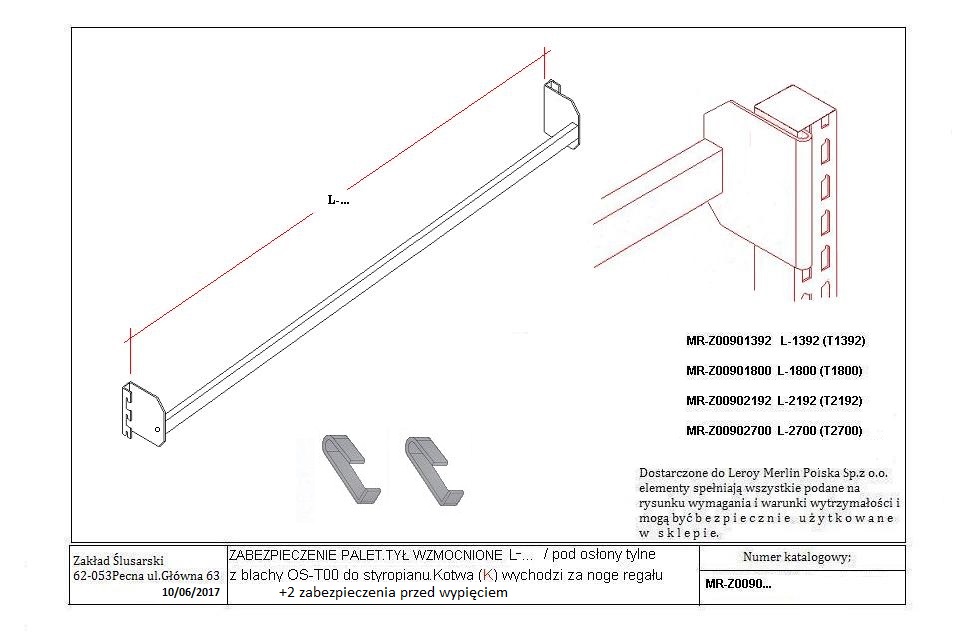 L-...
MR-Z00901392 L-1392 (T1392)
MR-Z00901800 L-1800 (T1800)
MR-Z00902192 L-2192 (T2192)
MR-Z00902700 L-2700 (T2700)
Dostarczone do Leroy Merlin Polska Sp.z o.o.
elementy spełniają wszystkie podane na
rysunku wymagania i warunki wytrzymałości i
mogą być bezpiecznie użytkowane
w sklepie.
Zakład Ślusarski
62-053Pecna ul.Główna 63
10/06/2017
ZABEZPIECZENIE PALET.TYŁ WZMOCNIONE L-... / pod osłony tylne
z blachy OS-T00 do styropianu.Kotwa (K) wychodzi za noge regału
+2 zabezpieczenia przed wypięciem
Numer katalogowy;
MR-Z0090...